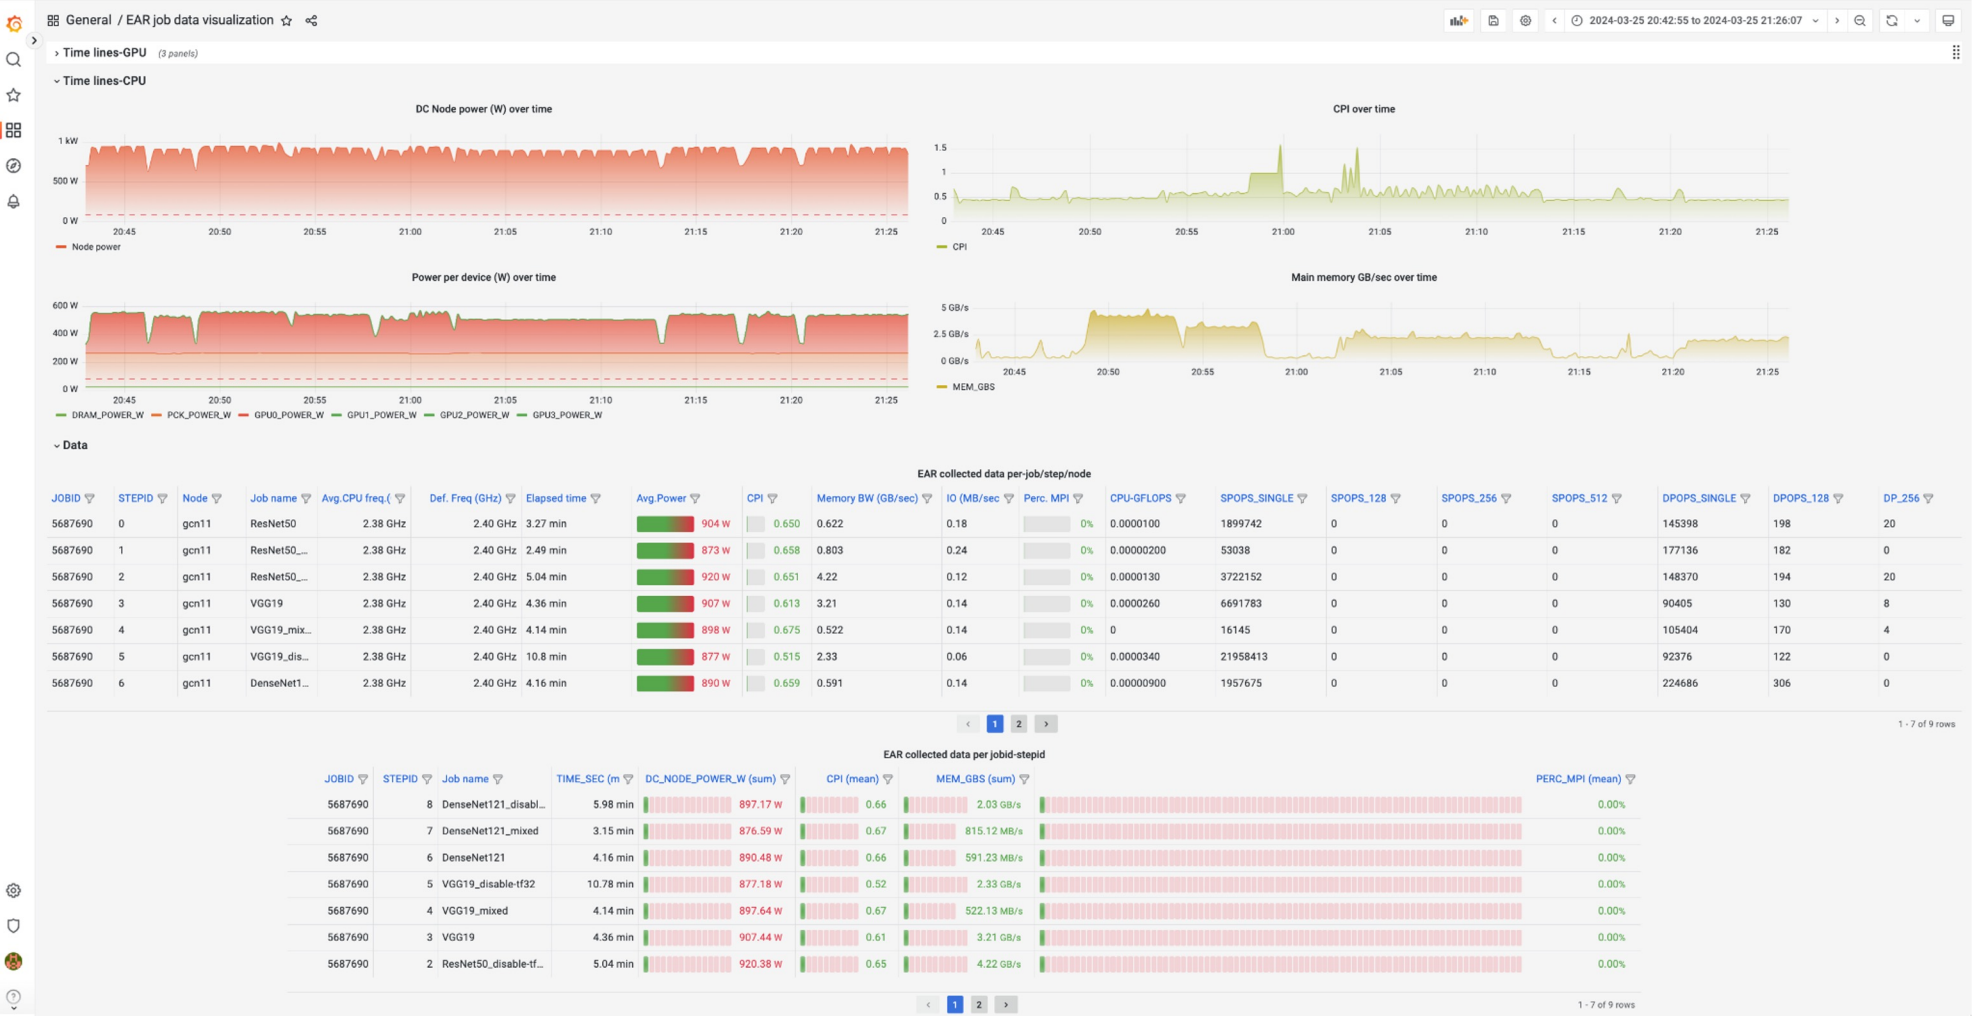 General / EAR job data visualization
2024-03-25 20:42:55 to 2024-03-25 21:26:07
Time lines-GPU (3 panels)
Time lines-CPU
DC Node power (W) over time
1 kW
500 W
0 W
20:45 20:50 20:55 21:00 21:05 21:10 21:15 21:20 21:25
Node power
CPI over time
1.5
1
0.5
0
20:45 20:50 20:55 21:00 21:05 21:10 21:15 21:20 21:25
CPI
Power per device (W) over time
600 W
400 W
200 W
0 W
20:45 20:50 20:55 21:00 21:05 21:10 21:15 21:20 21:25
DRAM_POWER_W PCK_POWER_W GPU0_POWER_W GPU1_POWER_W GPU2_POWER_W GPU3_POWER_W
Main memory GB/sec over time
5 GB/s
2.5 GB/s
0 GB/s
20:45 20:50 20:55 21:00 21:05 21:10 21:15 21:20 21:25
MEM_GBS
Data
EAR collected data per-job/step/node
JOBID STEPID Node Job name Avg.CPU freq.( Def. Freq (GHz) Elapsed time Avg.Power CPI Memory BW (GB/sec) IO (MB/sec Perc. MPI CPU-GFLOPS SPOPS_SINGLE SPOPS_128 SPOPS_256 SPOPS_512 DPOPS_SINGLE DPOPS_128 DP_256
5687690 0 gcn11 ResNet50 2.38 GHz 2.40 GHz 3.27 min 904 W 0.650 0.622 0.18 0% 0.0000100 1899742 0 0 0 145398 198 20
5687690 1 gcn11 ResNet50_... 2.38 GHz 2.40 GHz 2.49 min 873 W 0.658 0.803 0.24 0% 0.00000200 53038 0 0 0 177136 182 0
5687690 2 gcn11 ResNet50_... 2.38 GHz 2.40 GHz 5.04 min 920 W 0.651 4.22 0.12 0% 0.0000130 3722152 0 0 0 148370 194 20
5687690 3 gcn11 VGG19 2.38 GHz 2.40 GHz 4.36 min 907 W 0.613 3.21 0.14 0% 0.0000260 6691783 0 0 0 90405 130 8
5687690 4 gcn11 VGG19_mix... 2.38 GHz 2.40 GHz 4.14 min 898 W 0.675 0.522 0.14 0% 0 16145 0 0 0 105404 170 4
5687690 5 gcn11 VGG19_dis... 2.38 GHz 2.40 GHz 10.8 min 877 W 0.515 2.33 0.06 0% 0.0000340 21958413 0 0 0 92376 122 0
5687690 6 gcn11 DenseNet1... 2.38 GHz 2.40 GHz 4.16 min 890 W 0.659 0.591 0.14 0% 0.00000900 1957675 0 0 0 224686 306 0
1 2
1 - 7 of 9 rows
EAR collected data per jobid-stepid
JOBID STEPID Job name TIME_SEC (m DC_NODE_POWER_W (sum) CPI (mean) MEM_GBS (sum) PERC_MPI (mean)
5687690 8 DenseNet121_disabl... 5.98 min 897.17 W 0.66 2.03 GB/s 0.00%
5687690 7 DenseNet121_mixed 3.15 min 876.59 W 0.67 815.12 MB/s 0.00%
5687690 6 DenseNet121 4.16 min 890.48 W 0.66 591.23 MB/s 0.00%
5687690 5 VGG19_disable-tf32 10.78 min 877.18 W 0.52 2.33 GB/s 0.00%
5687690 4 VGG19_mixed 4.14 min 897.64 W 0.67 522.13 MB/s 0.00%
5687690 3 VGG19 4.36 min 907.44 W 0.61 3.21 GB/s 0.00%
5687690 2 ResNet50_disable-tf... 5.04 min 920.38 W 0.65 4.22 GB/s 0.00%
1 2
1 - 7 of 9 rows